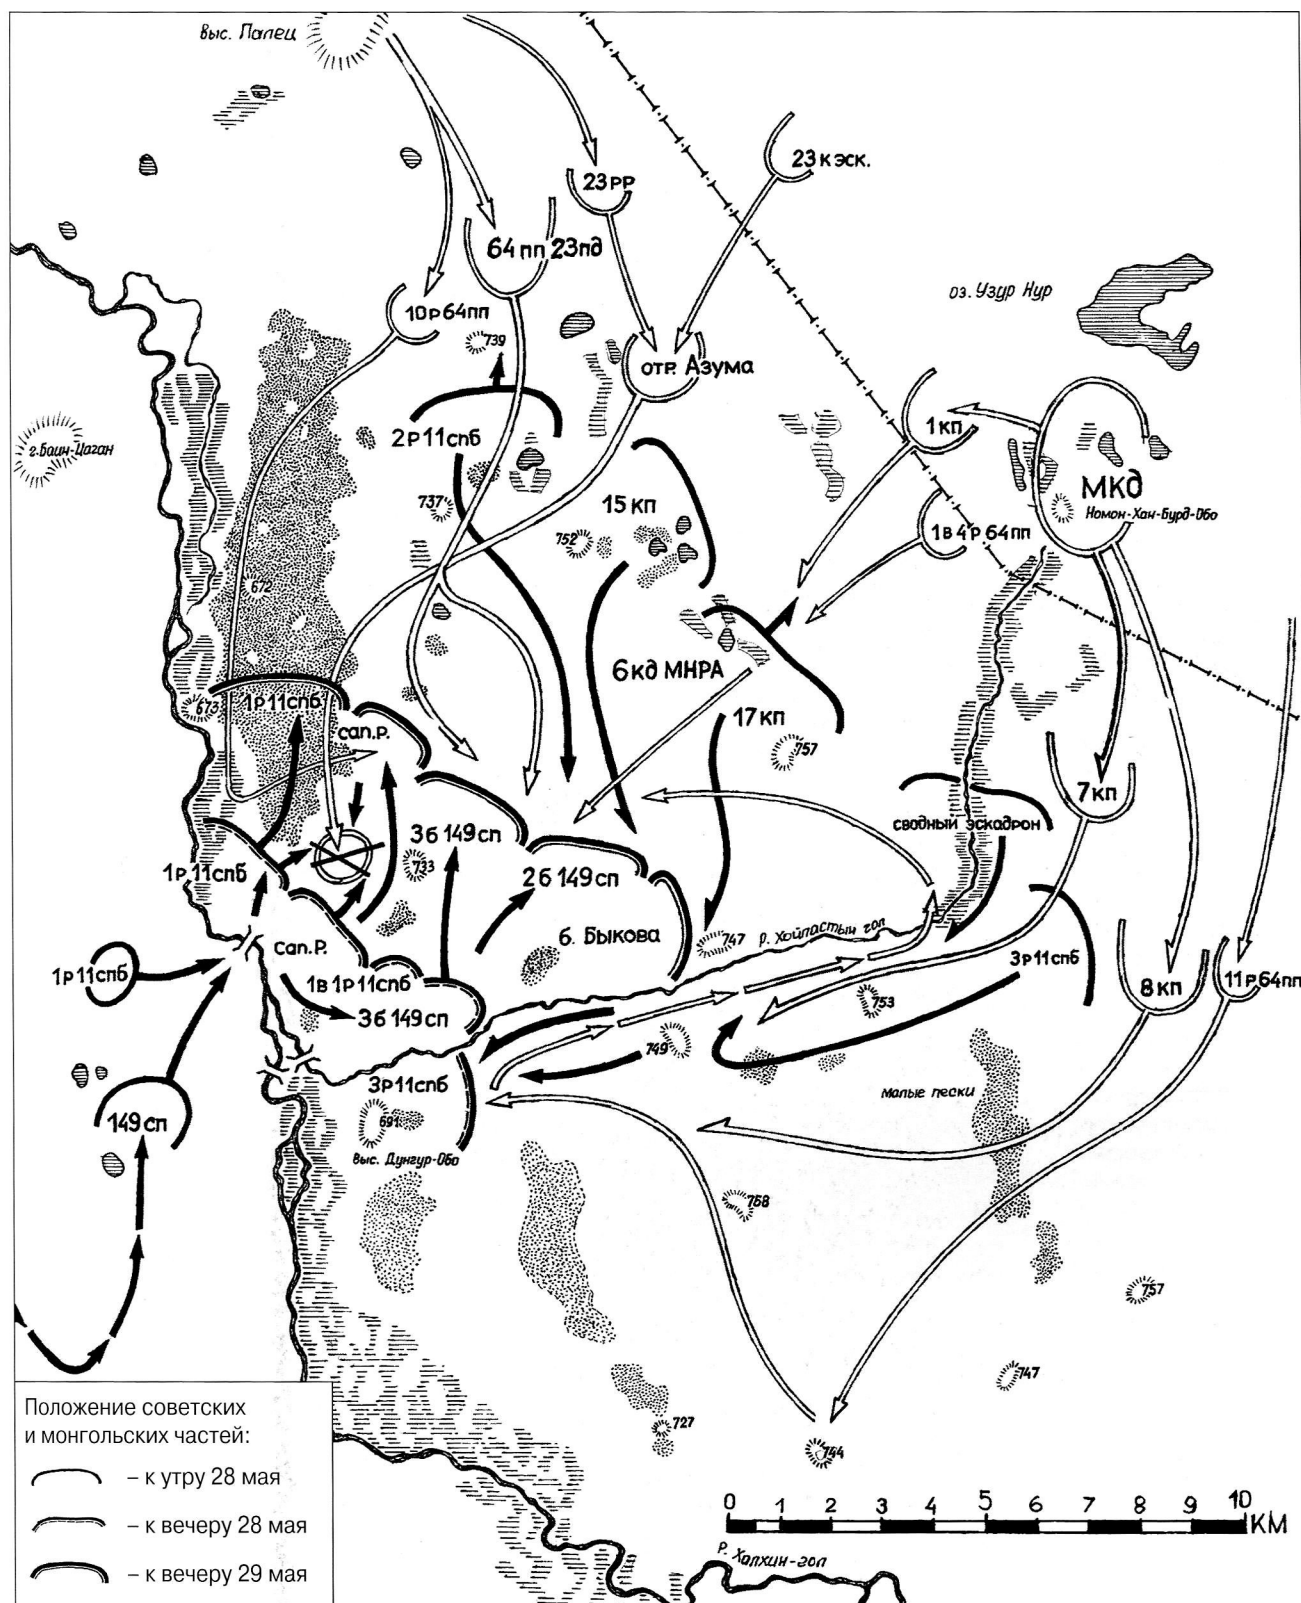 выс. Палец
23 к эск.
23 рр
64 пп 23 пд
оз. Узур Нур
10 р 64 пп
739
отр. Азума
1 кп
2 р 11 спб
г. Баин-Цаган
МКД
Номон-Хан-Бурд-Обо
737
15 кп
752
1 в 4 р 64 пп
672
6 кд МНРА
673
1 р 11 спб
сап. р.
17 кп
757
7 кп
сводный эскадрон
3б 149 сп
733
1 р 11 спб
2б 149 сп
б. Быкова
747
р. Хойластын гол
Сап. р.
1 р 11 спб
1 в 1 р 11 спб
3 р 11 спб
8 кп
11 р 64 пп
3б 149 сп
753
749
3 р 11 спб
малые пески
149 сп
691
выс. Дунгур-Обо
758
757
747
727
744
Положение советских
и монгольских частей:
– к утру 28 мая
– к вечеру 28 мая
– к вечеру 29 мая
0 1 2 3 4 5 6 7 8 9 10
КМ
р. Халхин-гол